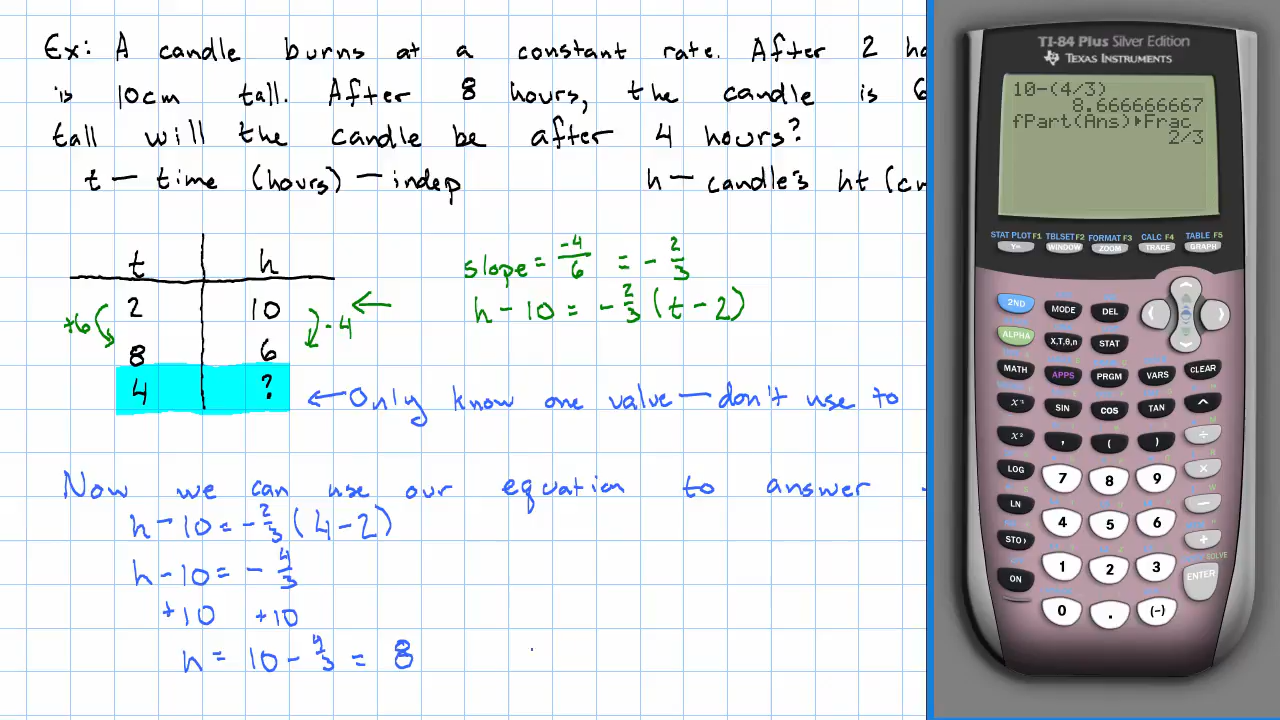 Ex: A candle burns at a constant rate. After 2 ho
is 10cm tall. After 8 hours, the candle is 6
tall will the candle be after 4 hours?
t — time (hours) — indep h — candle's ht (cm
t h
2 10
+6 -4
8 6
4 ?
slope = -4/6 = -2/3
h - 10 = -2/3 (t - 2)
←Only know one value — don't use to
Now we can use our equation to answer
h - 10 = -2/3 (4 - 2)
h - 10 = -4/3
+10 +10
h = 10 - 4/3 = 8
TI-84 Plus Silver Edition
TEXAS INSTRUMENTS
10-(4/3)
8.666666667
fPart(Ans)▶Frac
2/3
STAT PLOT F1 TBLSET F2 FORMAT F3 CALC F4 TABLE F5
Y= WINDOW ZOOM TRACE GRAPH
2ND MODE DEL
ALPHA X,T,θ,n STAT
MATH APPS PRGM VARS CLEAR
x⁻¹ SIN COS TAN ^
x² , ( ) ÷
LOG 7 8 9 ×
LN 4 5 6 −
STO› 1 2 3 +
ON 0 . (-) ENTER